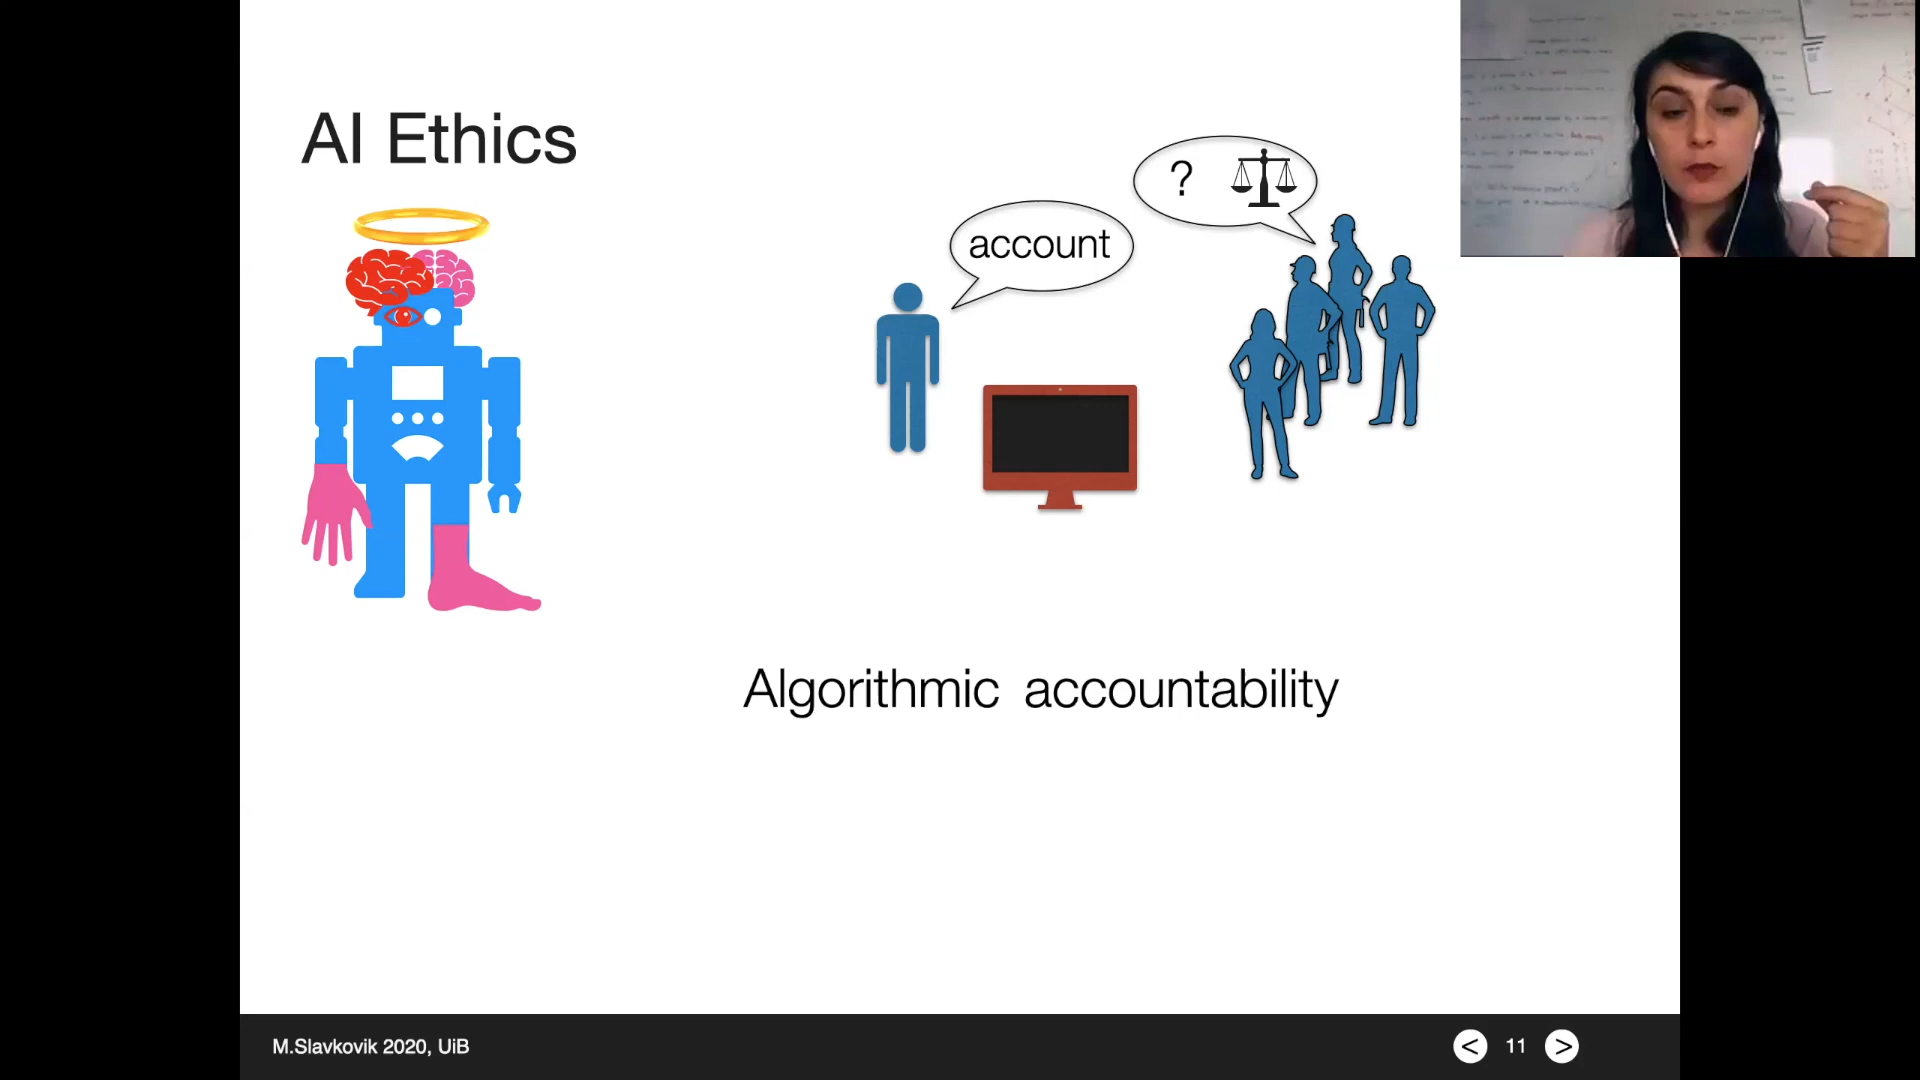 AI Ethics
?
account
Algorithmic accountability
M.Slavkovik 2020, UiB
<
11
>